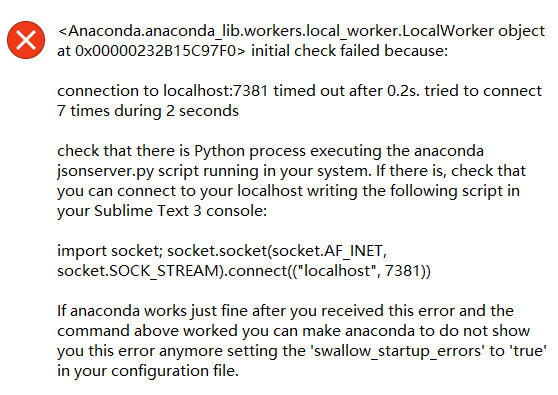 <Anaconda.anaconda_lib.workers.local_worker.LocalWorker object
at 0x00000232B15C97F0> initial check failed because:
connection to localhost:7381 timed out after 0.2s. tried to connect
7 times during 2 seconds
check that there is Python process executing the anaconda
jsonserver.py script running in your system. If there is, check that
you can connect to your localhost writing the following script in
your Sublime Text 3 console:
import socket; socket.socket(socket.AF_INET,
socket.SOCK_STREAM).connect(("localhost", 7381))
If anaconda works just fine after you received this error and the
command above worked you can make anaconda to do not show
you this error anymore setting the 'swallow_startup_errors' to 'true'
in your configuration file.